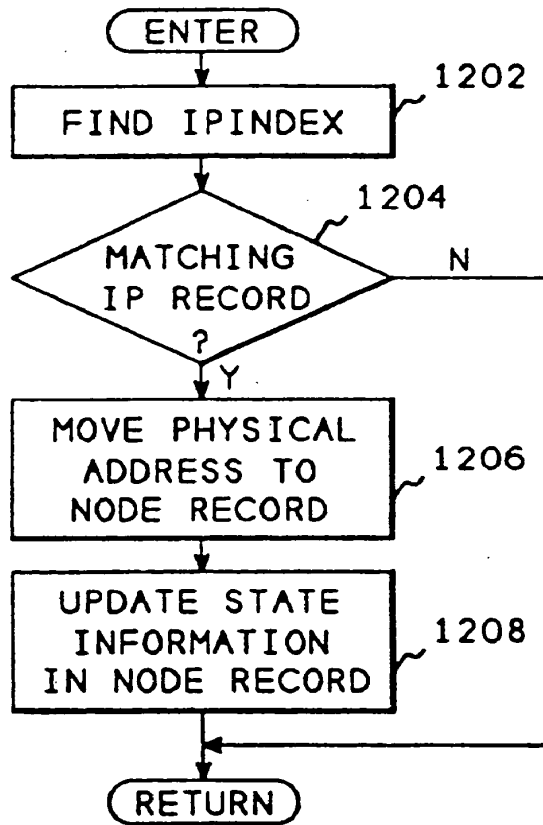 ENTER
1202
FIND IPINDEX
1204
MATCHING
IP RECORD
?
N
Y
MOVE PHYSICAL
ADDRESS TO
NODE RECORD
1206
UPDATE STATE
INFORMATION
IN NODE RECORD
1208
RETURN